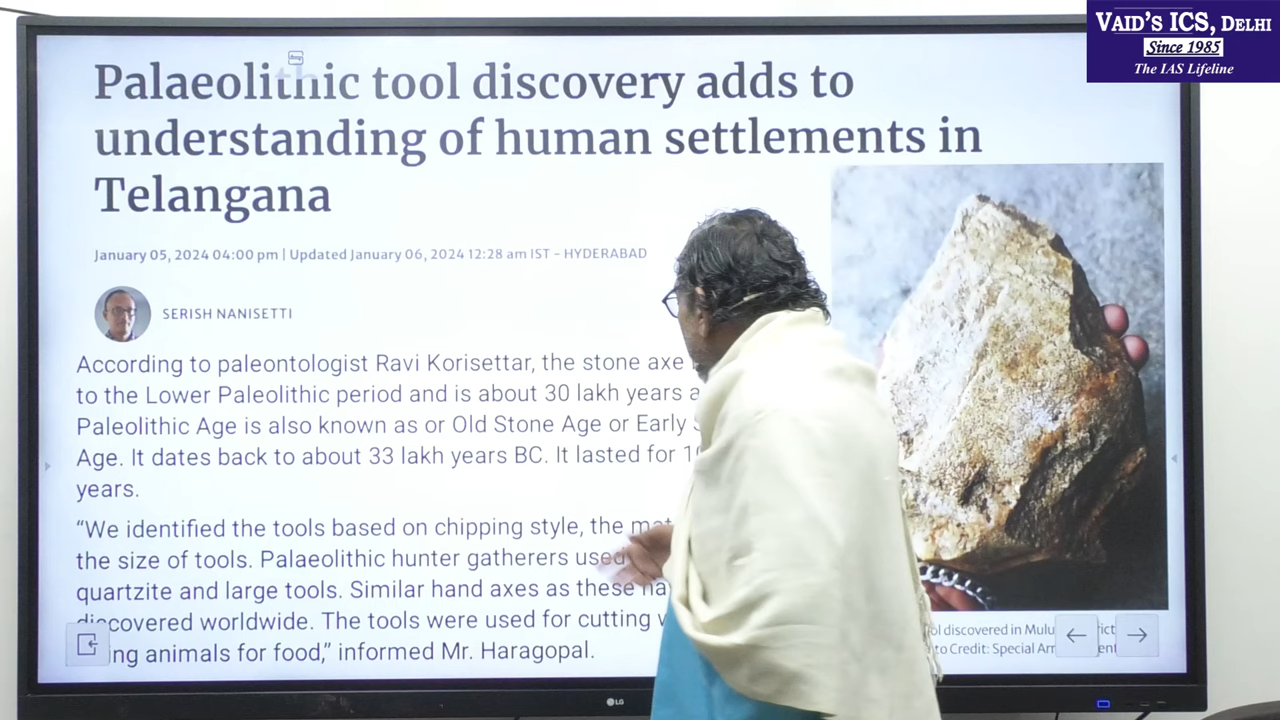 VAID'S ICS, DELHI
Since 1985
The IAS Lifeline
Palaeolithic tool discovery adds to
understanding of human settlements in
Telangana
January 05, 2024 04:00 pm | Updated January 06, 2024 12:28 am IST - HYDERABAD
SERISH NANISETTI
According to paleontologist Ravi Korisettar, the stone axe
to the Lower Paleolithic period and is about 30 lakh years
Paleolithic Age is also known as or Old Stone Age or Early
Age. It dates back to about 33 lakh years BC. It lasted for
years.
“We identified the tools based on chipping style, the
the size of tools. Palaeolithic hunter gatherers used
quartzite and large tools. Similar hand axes as these
discovered worldwide. The tools were used for cutting
animals for food,” informed Mr. Haragopal.
discovered in
Credit: Special
LG